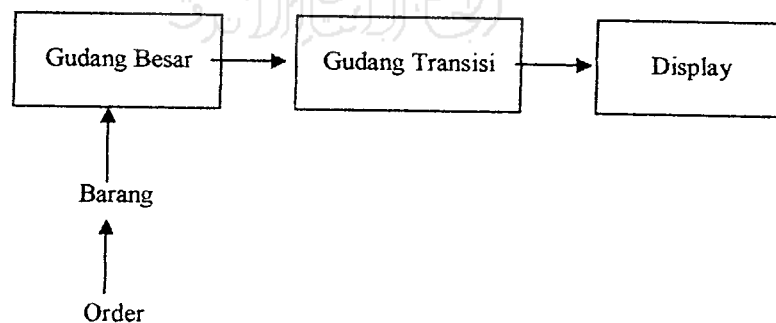 Gudang Besar
Gudang Transisi
Display
Barang
Order